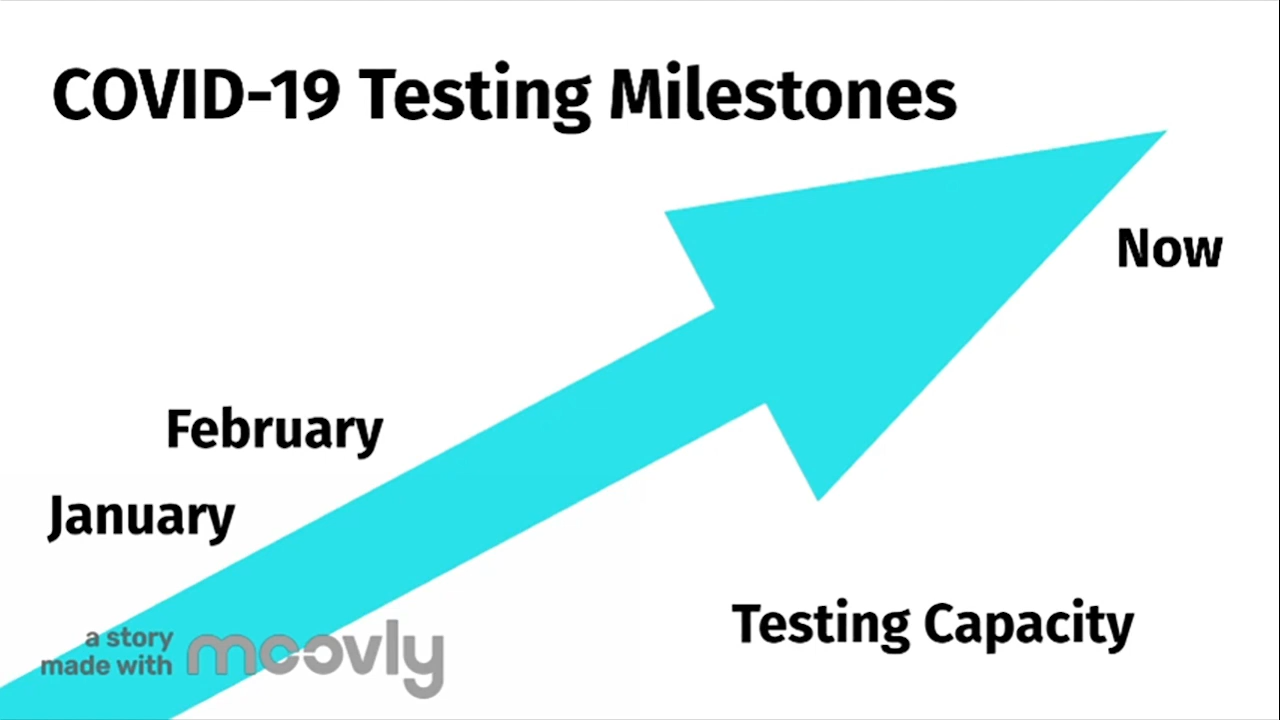 COVID-19 Testing Milestones
Now
February
January
Testing Capacity
a story
made with moovly